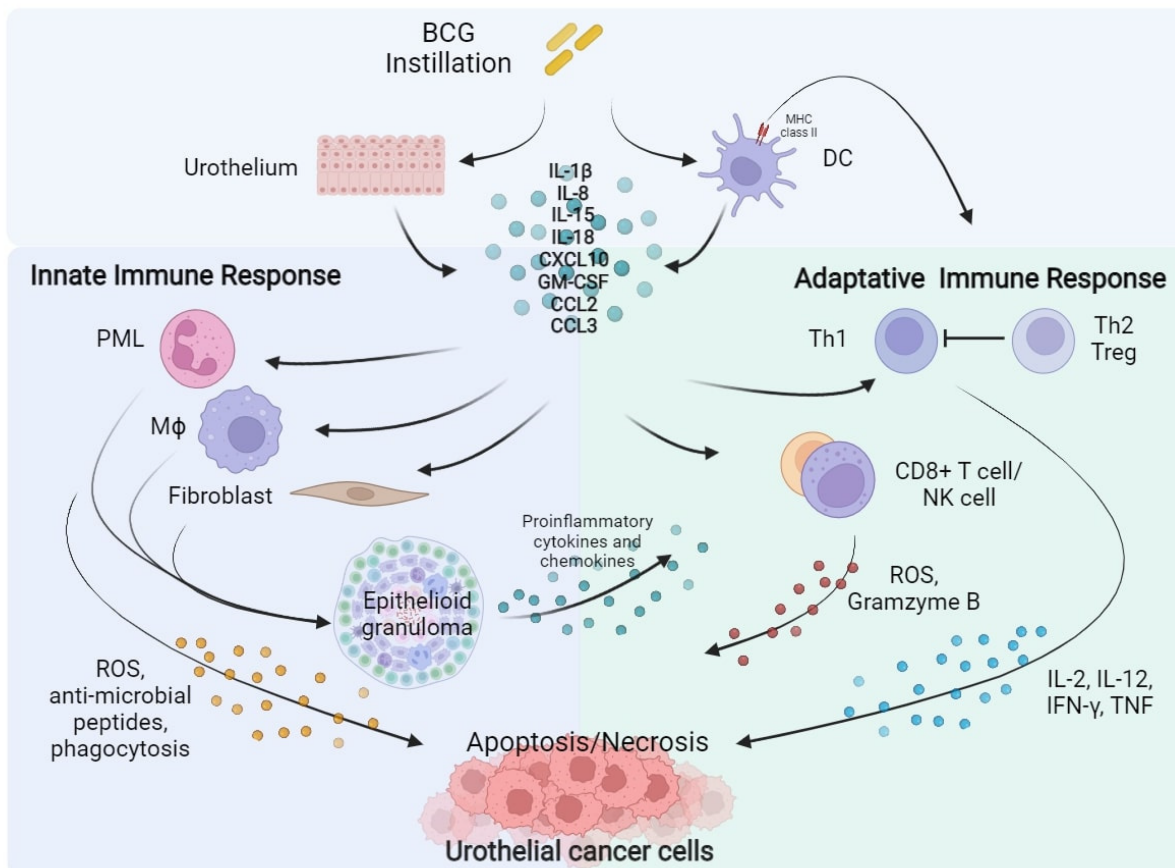 BCG
Instillation
MHC
class II
Urothelium
DC
IL-1β
IL-8
IL-15
IL-18
CXCL10
GM-CSF
CCL2
CCL3
Innate Immune Response
Adaptative Immune Response
PML
Th1
Th2
Treg
Mϕ
CD8+ T cell/
NK cell
Fibroblast
Proinflammatory
cytokines and
chemokines
ROS,
Gramzyme B
Epithelioid
granuloma
ROS,
anti-microbial
peptides,
phagocytosis
IL-2, IL-12,
IFN-γ, TNF
Apoptosis/Necrosis
Urothelial cancer cells